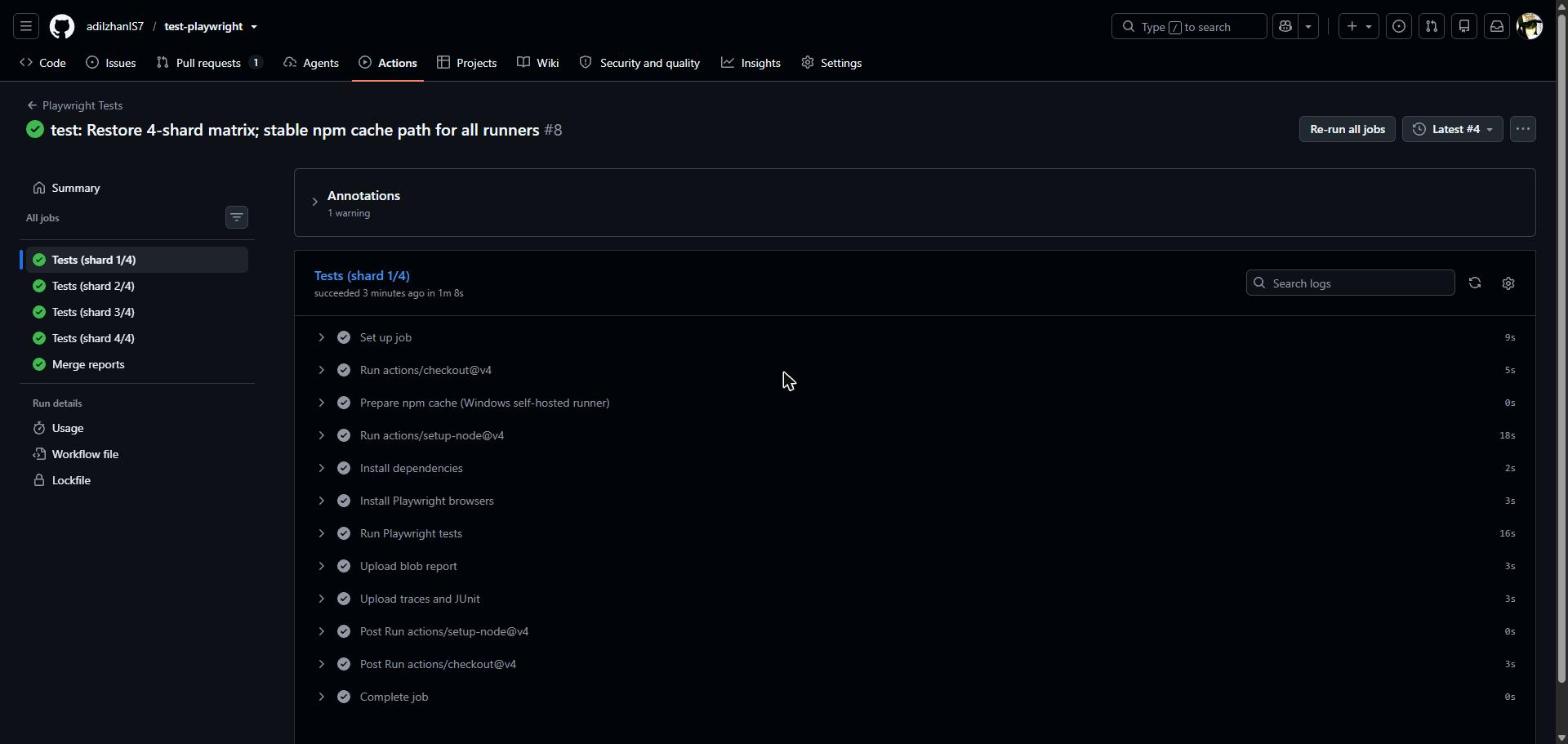 adilzhanIS7 / test-playwright
Type / to search
Code
Issues
Pull requests 1
Agents
Actions
Projects
Wiki
Security and quality
Insights
Settings
Playwright Tests
test: Restore 4-shard matrix; stable npm cache path for all runners #8
Re-run all jobs
Latest #4
Summary
All jobs
Tests (shard 1/4)
Tests (shard 2/4)
Tests (shard 3/4)
Tests (shard 4/4)
Merge reports
Run details
Usage
Workflow file
Lockfile
Annotations
1 warning
Tests (shard 1/4)
succeeded 3 minutes ago in 1m 8s
Search logs
Set up job 9s
Run actions/checkout@v4 5s
Prepare npm cache (Windows self-hosted runner) 0s
Run actions/setup-node@v4 18s
Install dependencies 2s
Install Playwright browsers 3s
Run Playwright tests 16s
Upload blob report 3s
Upload traces and JUnit 3s
Post Run actions/setup-node@v4 0s
Post Run actions/checkout@v4 3s
Complete job 0s